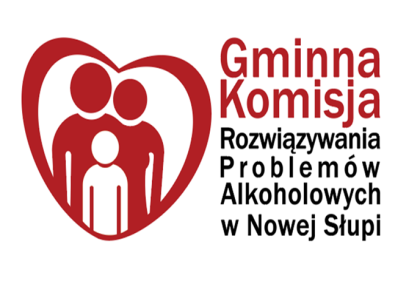 Gminna
Komisja
Rozwiązywania
Problemów
Alkoholowych
w Nowej Słupi